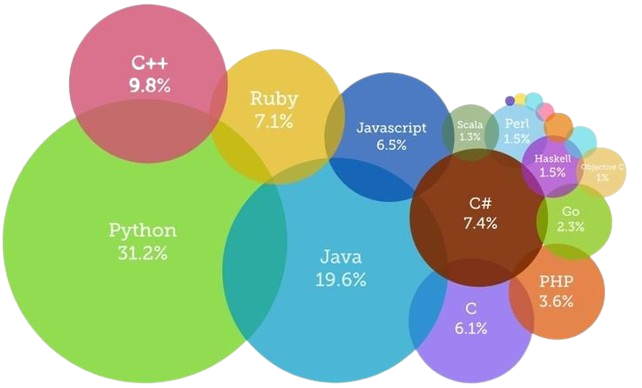 C++
9.8%
Ruby
7.1%
Javascript
6.5%
Scala
1.3%
Perl
1.5%
Haskell
1.5%
Objective C
1%
Python
31.2%
Java
19.6%
C#
7.4%
Go
2.3%
C
6.1%
PHP
3.6%